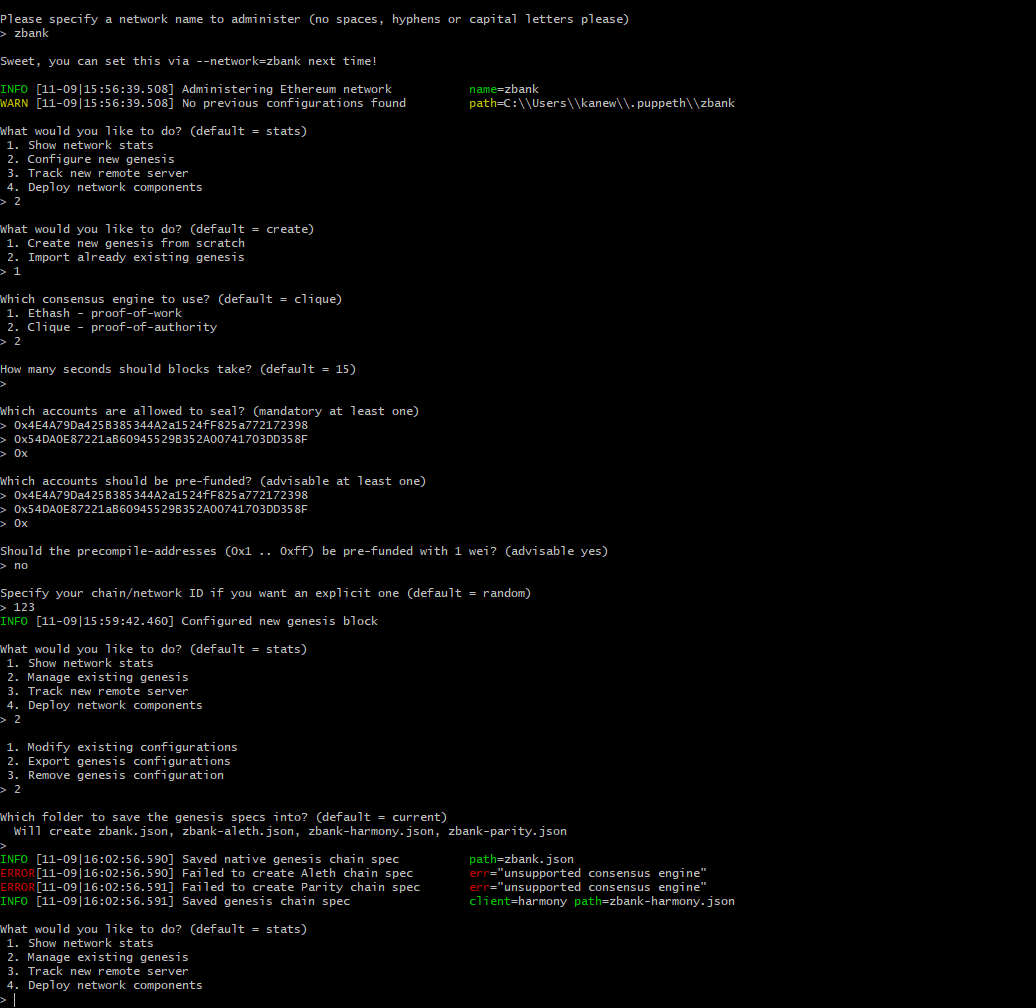 Please specify a network name to administer (no spaces, hyphens or capital letters please)
> zbank
Sweet, you can set this via --network=zbank next time!
INFO [11-09|15:56:39.508] Administering Ethereum network name=zbank
WARN [11-09|15:56:39.508] No previous configurations found path=C:\\Users\\kanew\\.puppeth\\zbank
What would you like to do? (default = stats)
1. Show network stats
2. Configure new genesis
3. Track new remote server
4. Deploy network components
> 2
What would you like to do? (default = create)
1. Create new genesis from scratch
2. Import already existing genesis
> 1
Which consensus engine to use? (default = clique)
1. Ethash - proof-of-work
2. Clique - proof-of-authority
> 2
How many seconds should blocks take? (default = 15)
>
Which accounts are allowed to seal? (mandatory at least one)
> 0x4E4A79Da425B385344A2a1524fF825a772172398
> 0x54DA0E87221aB60945529B352A00741703DD358F
> 0x
Which accounts should be pre-funded? (advisable at least one)
> 0x4E4A79Da425B385344A2a1524fF825a772172398
> 0x54DA0E87221aB60945529B352A00741703DD358F
> 0x
Should the precompile-addresses (0x1 .. 0xff) be pre-funded with 1 wei? (advisable yes)
> no
Specify your chain/network ID if you want an explicit one (default = random)
> 123
INFO [11-09|15:59:42.460] Configured new genesis block
What would you like to do? (default = stats)
1. Show network stats
2. Manage existing genesis
3. Track new remote server
4. Deploy network components
> 2
1. Modify existing configurations
2. Export genesis configurations
3. Remove genesis configuration
> 2
Which folder to save the genesis specs into? (default = current)
Will create zbank.json, zbank-aleth.json, zbank-harmony.json, zbank-parity.json
>
INFO [11-09|16:02:56.590] Saved native genesis chain spec path=zbank.json
ERROR[11-09|16:02:56.590] Failed to create Aleth chain spec err="unsupported consensus engine"
ERROR[11-09|16:02:56.591] Failed to create Parity chain spec err="unsupported consensus engine"
INFO [11-09|16:02:56.591] Saved genesis chain spec client=harmony path=zbank-harmony.json
What would you like to do? (default = stats)
1. Show network stats
2. Manage existing genesis
3. Track new remote server
4. Deploy network components
>